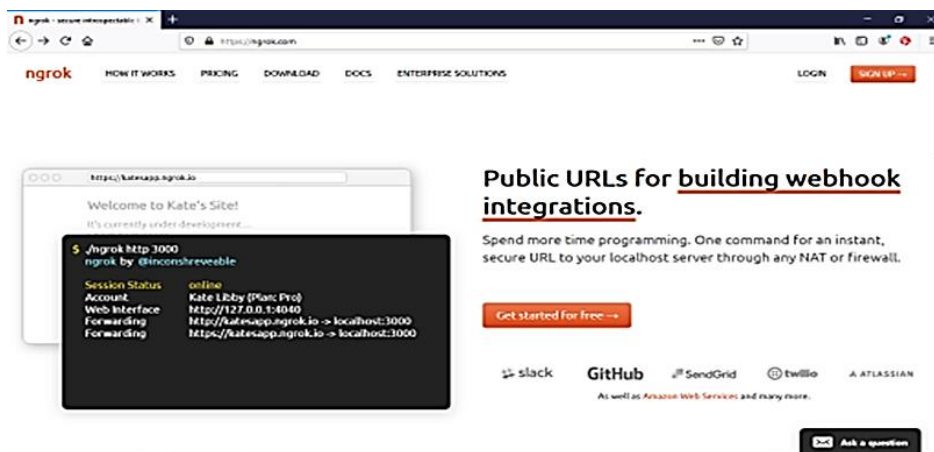 ngrok - secure introspectable t
https://ngrok.com
ngrok HOW IT WORKS PRICING DOWNLOAD DOCS ENTERPRISE SOLUTIONS LOGIN SIGN UP →
https://katesapp.ngrok.io
Welcome to Kate's Site!
It's currently under development...
$ ./ngrok http 3000
ngrok by @inconshreveable
Session Status online
Account Kate Libby (Plan: Pro)
Web Interface http://127.0.0.1:4040
Forwarding http://katesapp.ngrok.io -> localhost:3000
Forwarding https://katesapp.ngrok.io -> localhost:3000
Public URLs for building webhook
integrations.
Spend more time programming. One command for an instant,
secure URL to your localhost server through any NAT or firewall.
Get started for free →
slack GitHub SendGrid twilio ATLASSIAN
As well as Amazon Web Services and many more.
Ask a question